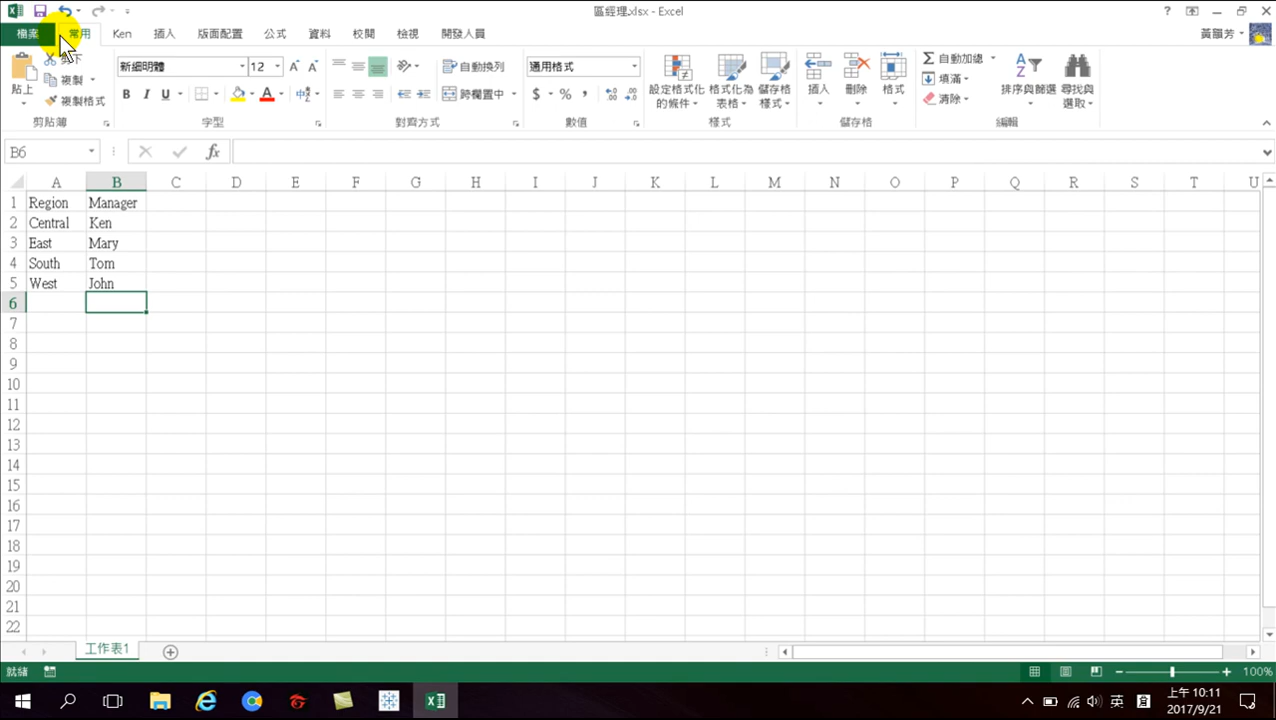 區經理.xlsx - Excel
檔案 常用 Ken 插入 版面配置 公式 資料 校閱 檢視 開發人員
黃韻芳
貼上
剪下
複製
複製格式
剪貼簿
新細明體 12
B I U A
字型
自動換列
跨欄置中
對齊方式
通用格式
$ % ,
數值
設定格式化的條件
格式化為表格
儲存格樣式
樣式
插入 刪除 格式
儲存格
Σ 自動加總
填滿
清除
排序與篩選
尋找與選取
編輯
B6 fx
A B C D E F G H I J K L M N O P Q R S T U
1 Region Manager
2 Central Ken
3 East Mary
4 South Tom
5 West John
6
7
8
9
10
11
12
13
14
15
16
17
18
19
20
21
22
工作表1
就緒 100%
英
上午 10:11
2017/9/21